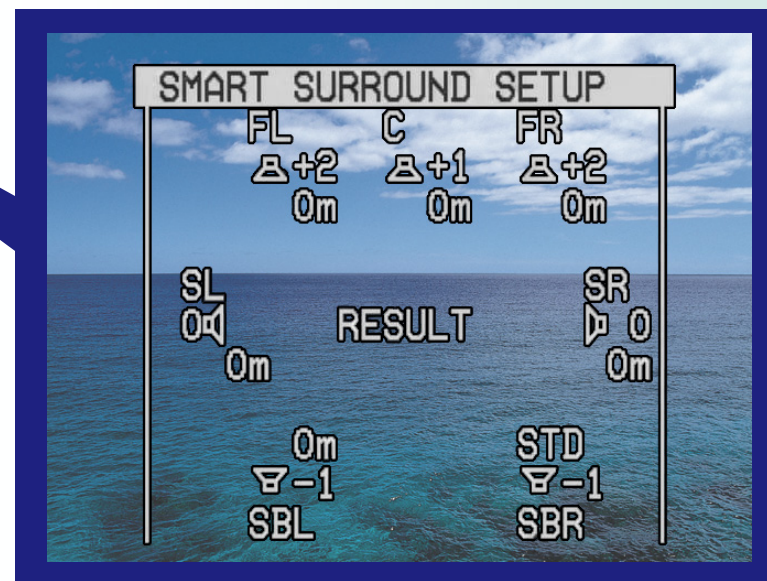 SMART SURROUND SETUP
FL C FR
+2 +1 +2
0m 0m 0m
SL SR
0 RESULT 0
0m 0m
0m STD
-1 -1
SBL SBR